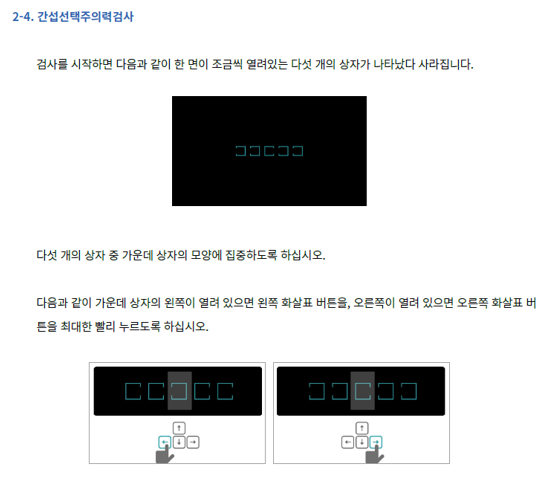 2-4. 간섭선택주의력검사
검사를 시작하면 다음과 같이 한 면이 조금씩 열려있는 다섯 개의 상자가 나타났다 사라집니다.
다섯 개의 상자 중 가운데 상자의 모양에 집중하도록 하십시오.
다음과 같이 가운데 상자의 왼쪽이 열려 있으면 왼쪽 화살표 버튼을, 오른쪽이 열려 있으면 오른쪽 화살표 버
튼을 최대한 빨리 누르도록 하십시오.
↑
← ↓ →
↑
← ↓ →